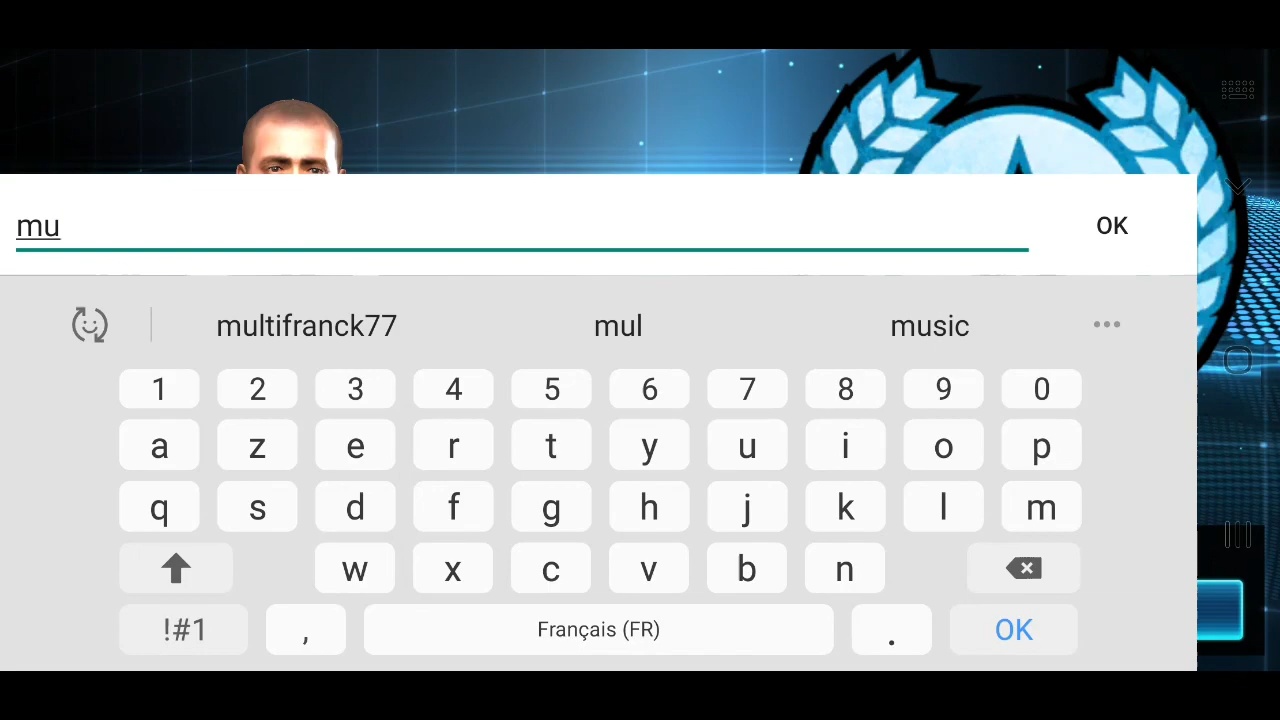 mu
OK
multifranck77 mul music
1 2 3 4 5 6 7 8 9 0
a z e r t y u i o p
q s d f g h j k l m
w x c v b n
!#1 , Français (FR) . OK